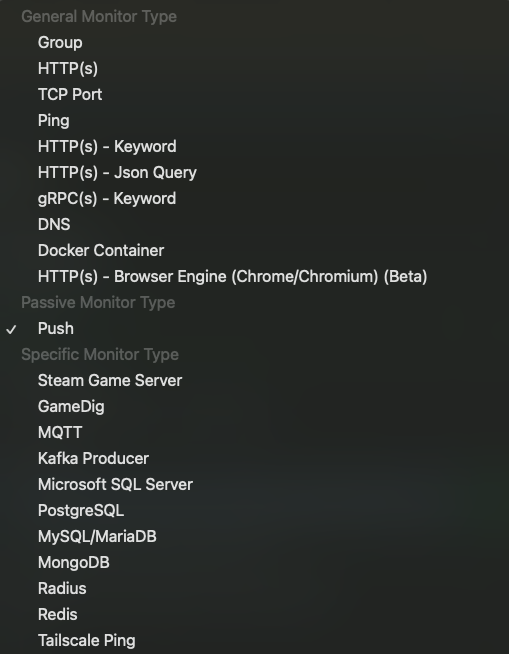 General Monitor Type
Group
HTTP(s)
TCP Port
Ping
HTTP(s) - Keyword
HTTP(s) - Json Query
gRPC(s) - Keyword
DNS
Docker Container
HTTP(s) - Browser Engine (Chrome/Chromium) (Beta)
Passive Monitor Type
✓ Push
Specific Monitor Type
Steam Game Server
GameDig
MQTT
Kafka Producer
Microsoft SQL Server
PostgreSQL
MySQL/MariaDB
MongoDB
Radius
Redis
Tailscale Ping